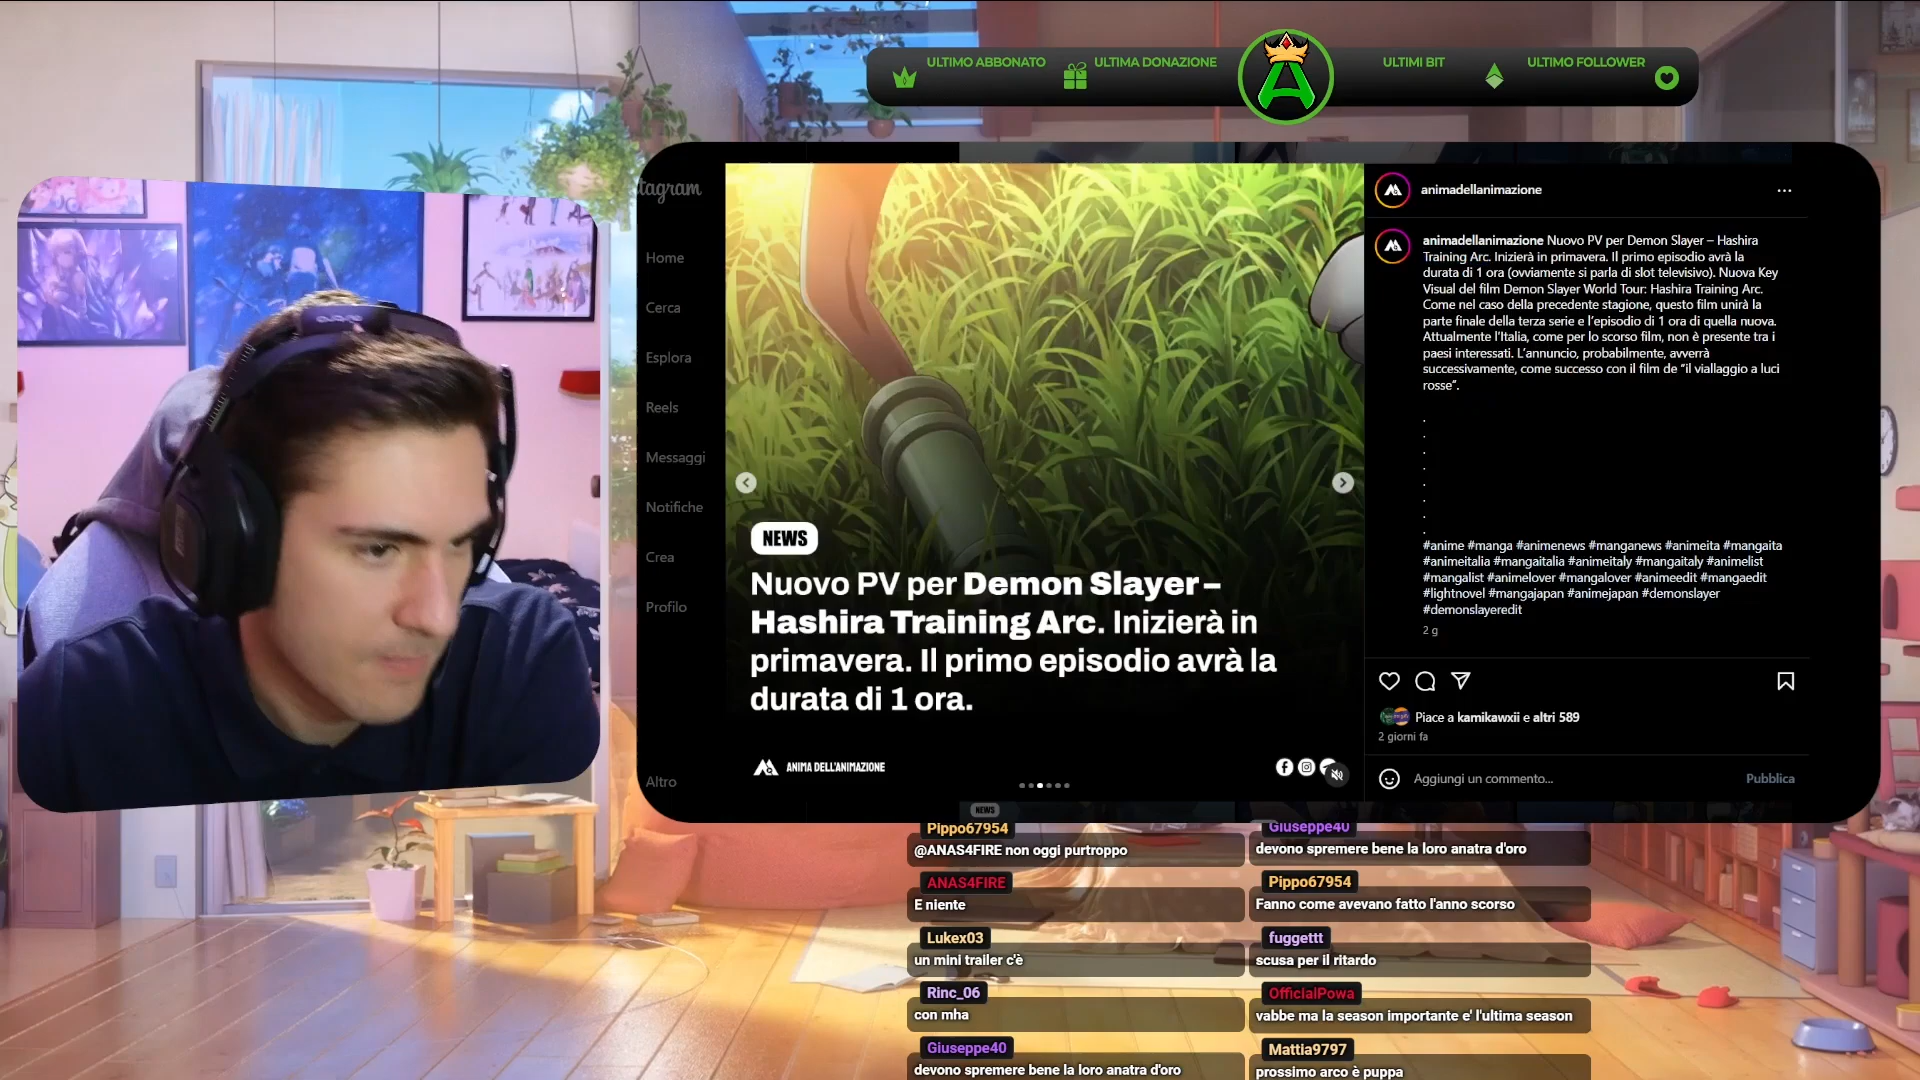 ULTIMO ABBONATO
ULTIMA DONAZIONE
ULTIMI BIT
ULTIMO FOLLOWER
tagram
Home
Cerca
Esplora
Reels
Messaggi
Notifiche
Crea
Profilo
Altro
NEWS
Nuovo PV per Demon Slayer –
Hashira Training Arc. Inizierà in
primavera. Il primo episodio avrà la
durata di 1 ora.
ANIMA DELL'ANIMAZIONE
animadellanimazione
animadellanimazione Nuovo PV per Demon Slayer – Hashira
Training Arc. Inizierà in primavera. Il primo episodio avrà la
durata di 1 ora (ovviamente si parla di slot televisivo). Nuova Key
Visual del film Demon Slayer World Tour: Hashira Training Arc.
Come nel caso della precedente stagione, questo film unirà la
parte finale della terza serie e l'episodio di 1 ora di quella nuova.
Attualmente l'Italia, come per lo scorso film, non è presente tra i
paesi interessati. L'annuncio, probabilmente, avverrà
successivamente, come successo con il film de "il viallaggio a luci
rosse".
.
.
.
.
.
.
.
.
#anime #manga #animenews #manganews #animeita #mangaita
#animeitalia #mangaitalia #animeitaly #mangaitaly #animelist
#mangalist #animelover #mangalover #animeedit #mangaedit
#lightnovel #mangajapan #animejapan #demonslayer
#demonslayeredit
2 g
Piace a kamikawxii e altri 589
2 giorni fa
Aggiungi un commento...
Pubblica
NEWS
Pippo67954
@ANAS4FIRE non oggi purtroppo
ANAS4FIRE
E niente
Lukex03
un mini trailer c'è
Rinc_06
con mha
Giuseppe40
devono spremere bene la loro anatra d'oro
Giuseppe40
devono spremere bene la loro anatra d'oro
Pippo67954
Fanno come avevano fatto l'anno scorso
fuggettt
scusa per il ritardo
OfficialPowa
vabbe ma la season importante e' l'ultima season
Mattia9797
prossimo arco è puppa